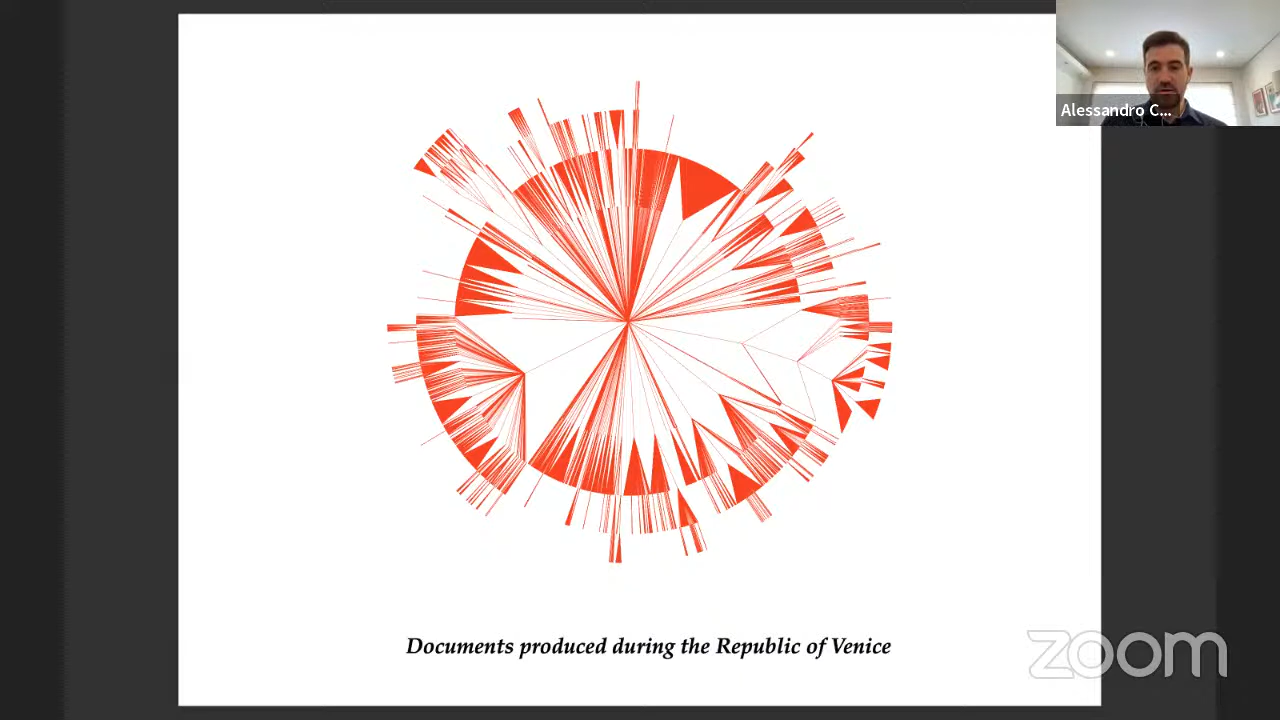 Alessandro C...
Documents produced during the Republic of Venice
zoom